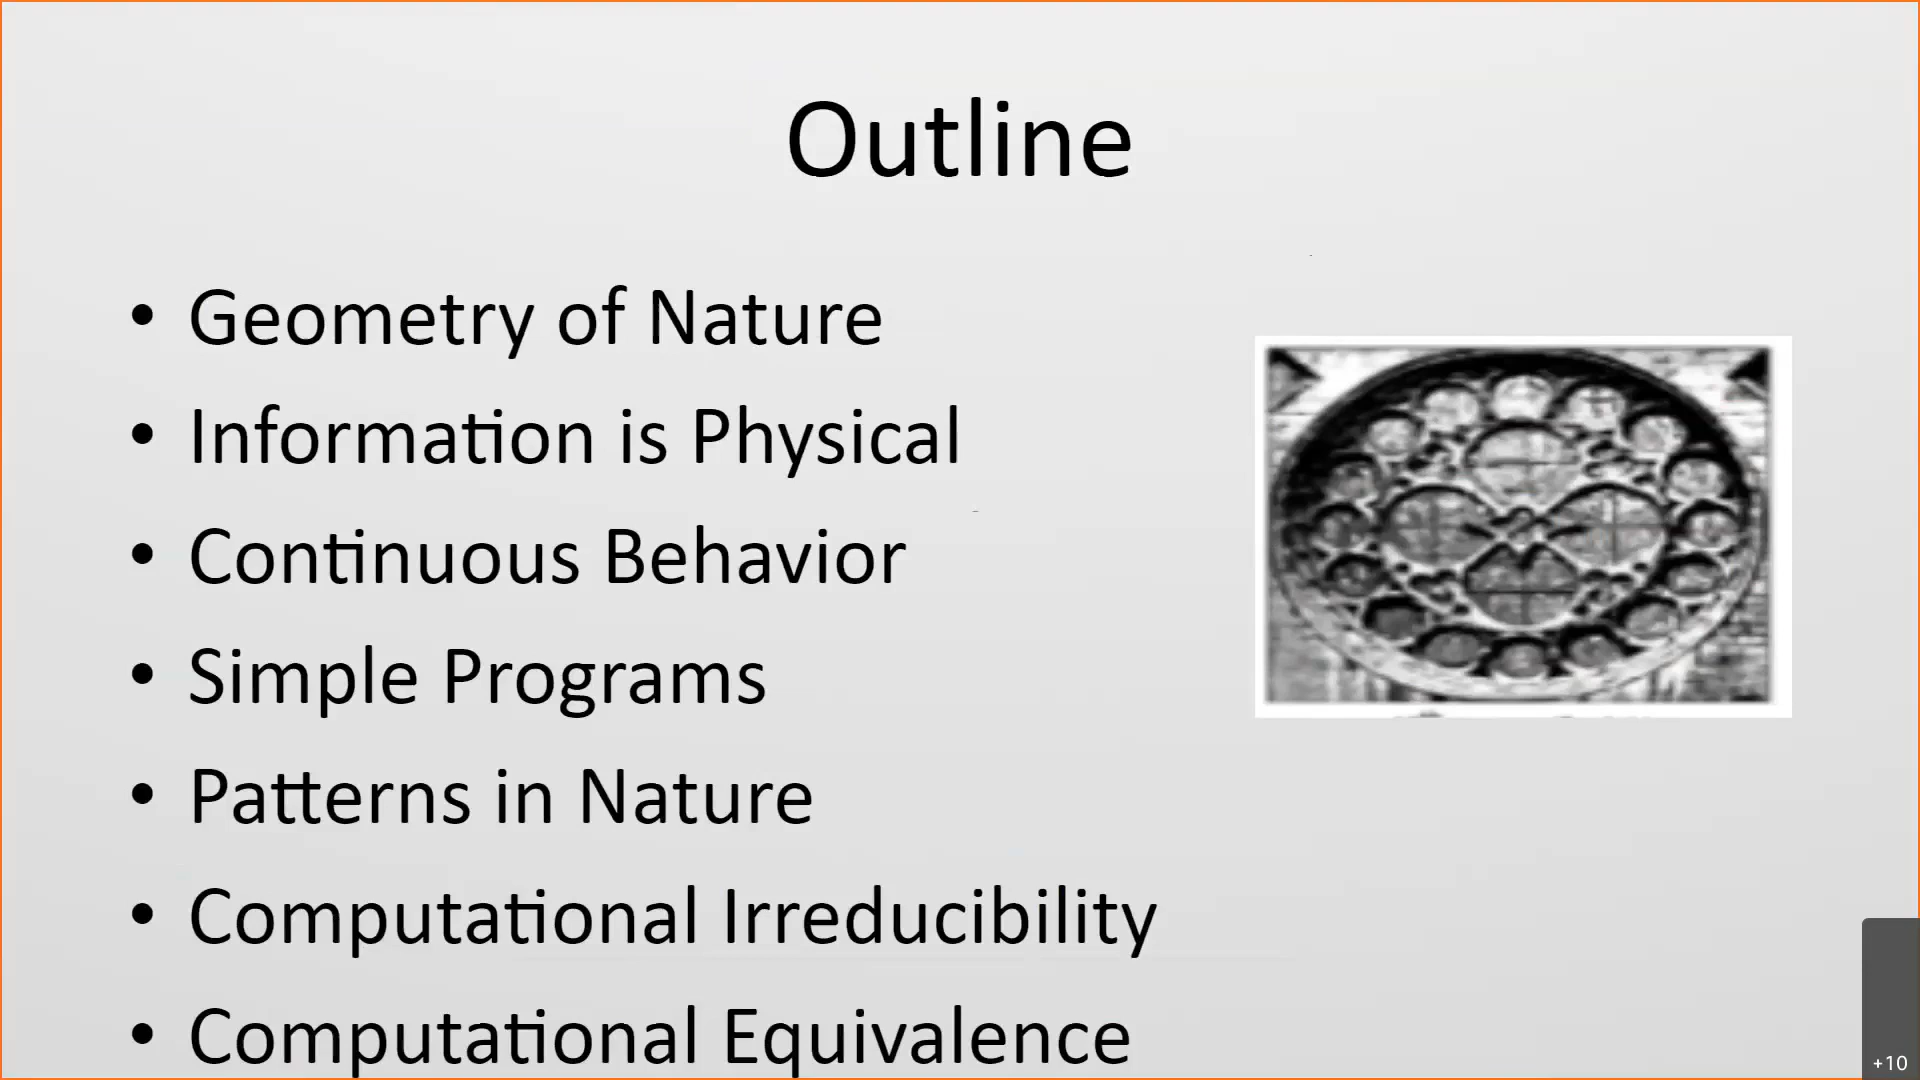 Outline
• Geometry of Nature
• Information is Physical
• Continuous Behavior
• Simple Programs
• Patterns in Nature
• Computational Irreducibility
• Computational Equivalence
+10